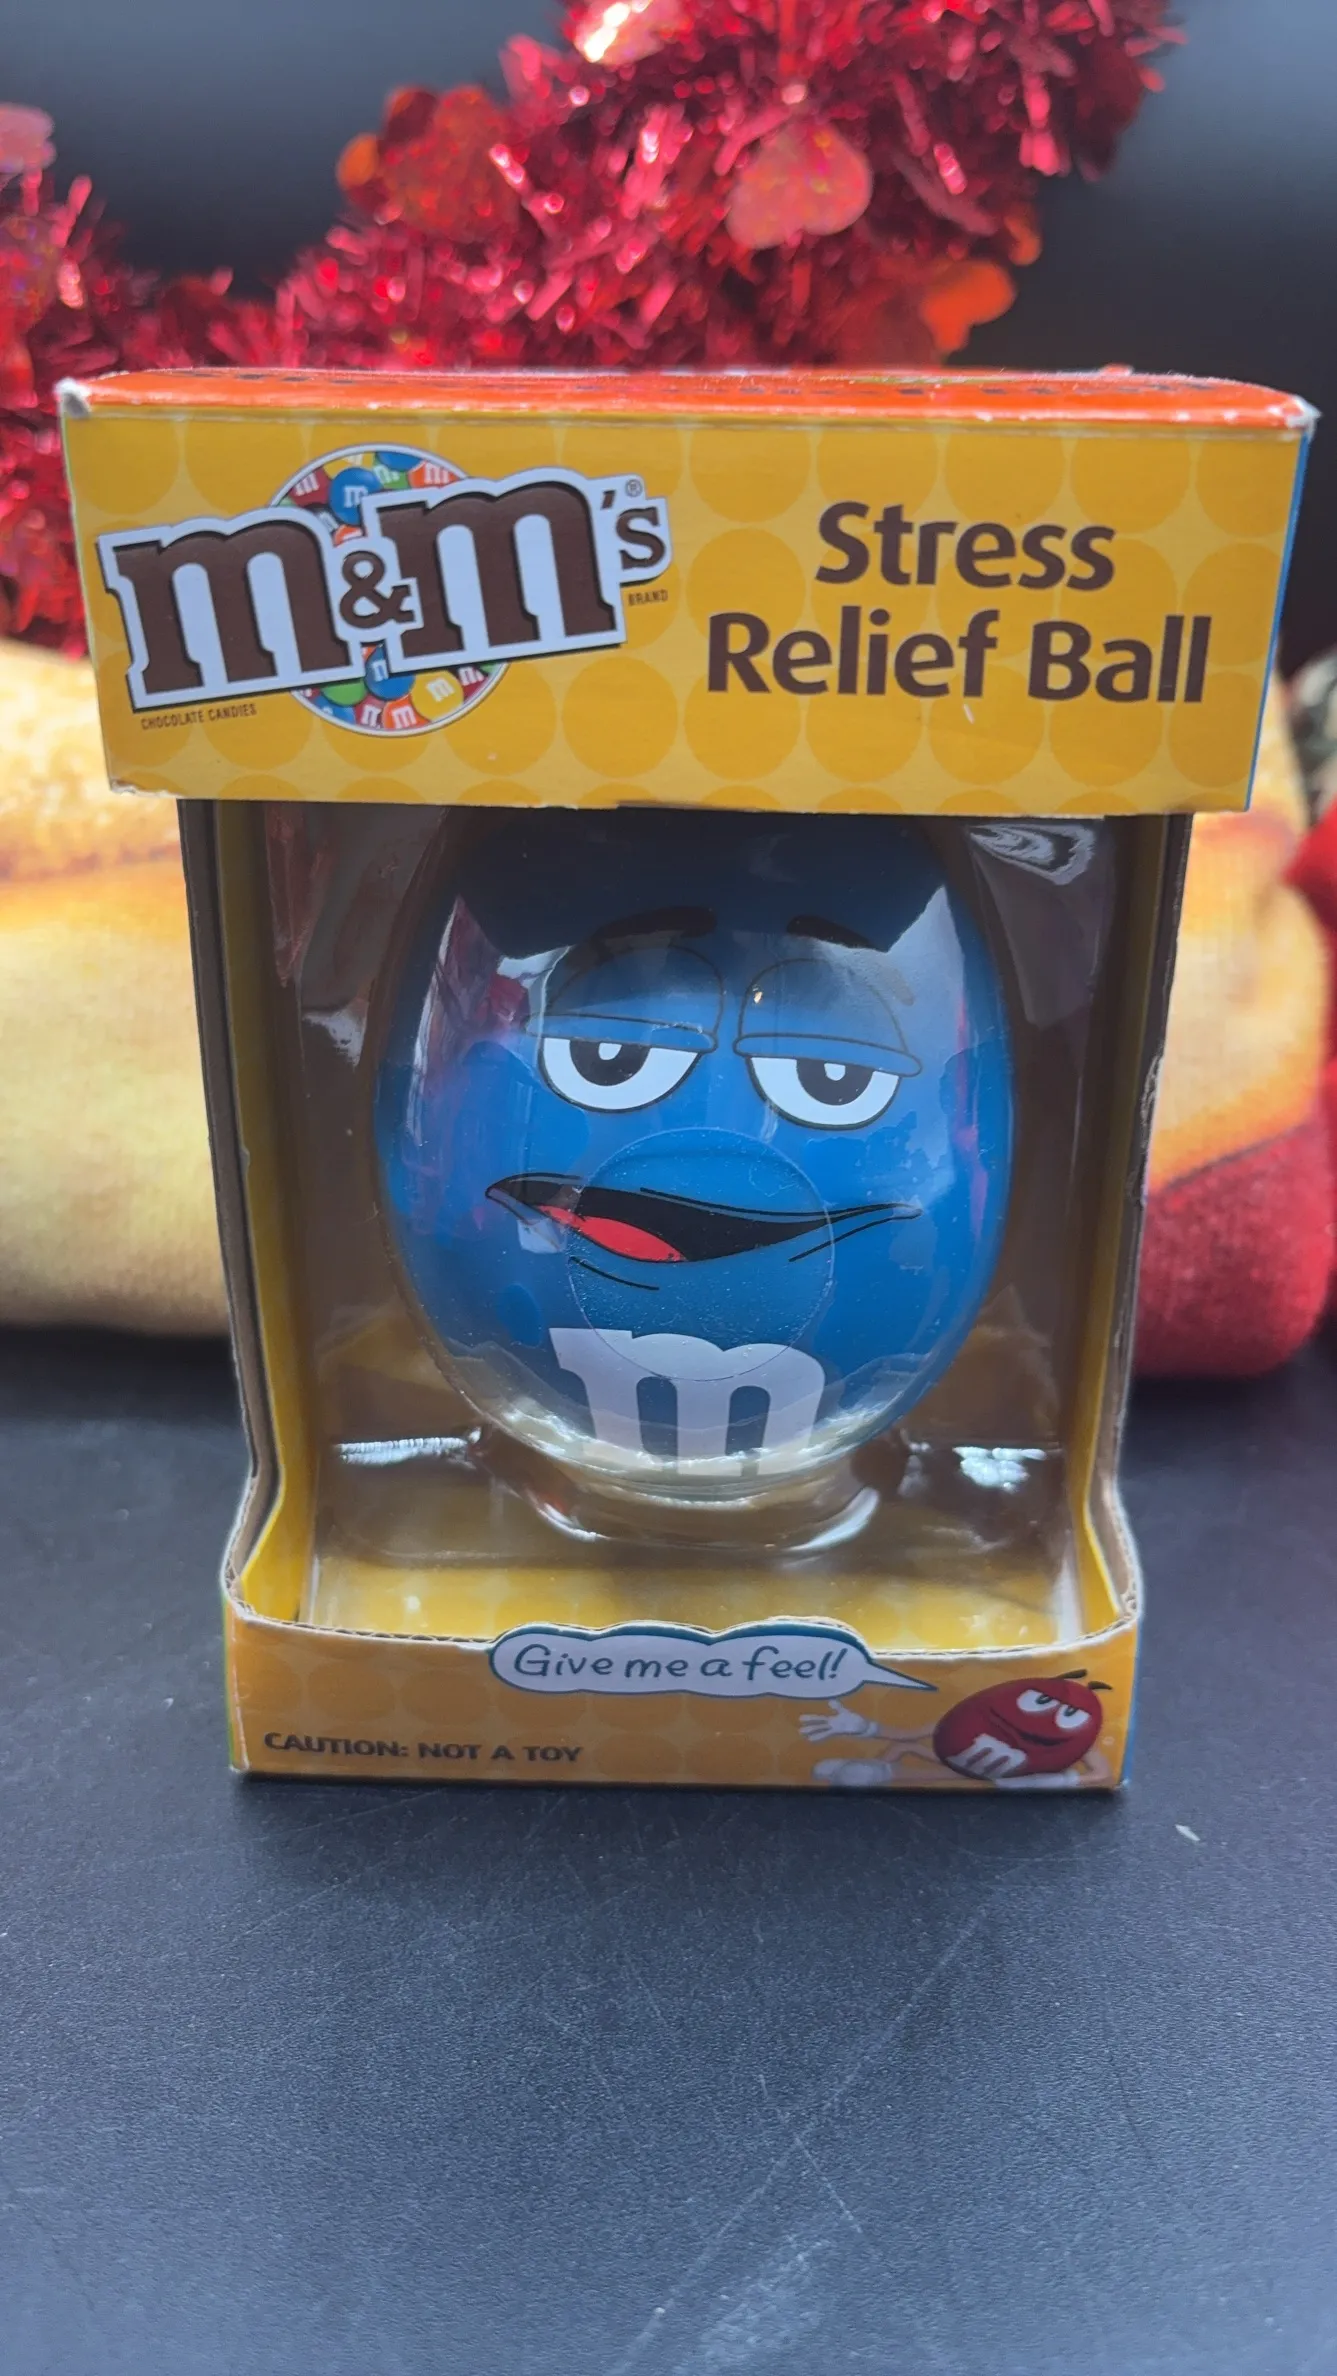 m&m's®
BRAND
CHOCOLATE CANDIES
Stress
Relief Ball
m
Give me a feel!
CAUTION: NOT A TOY
m